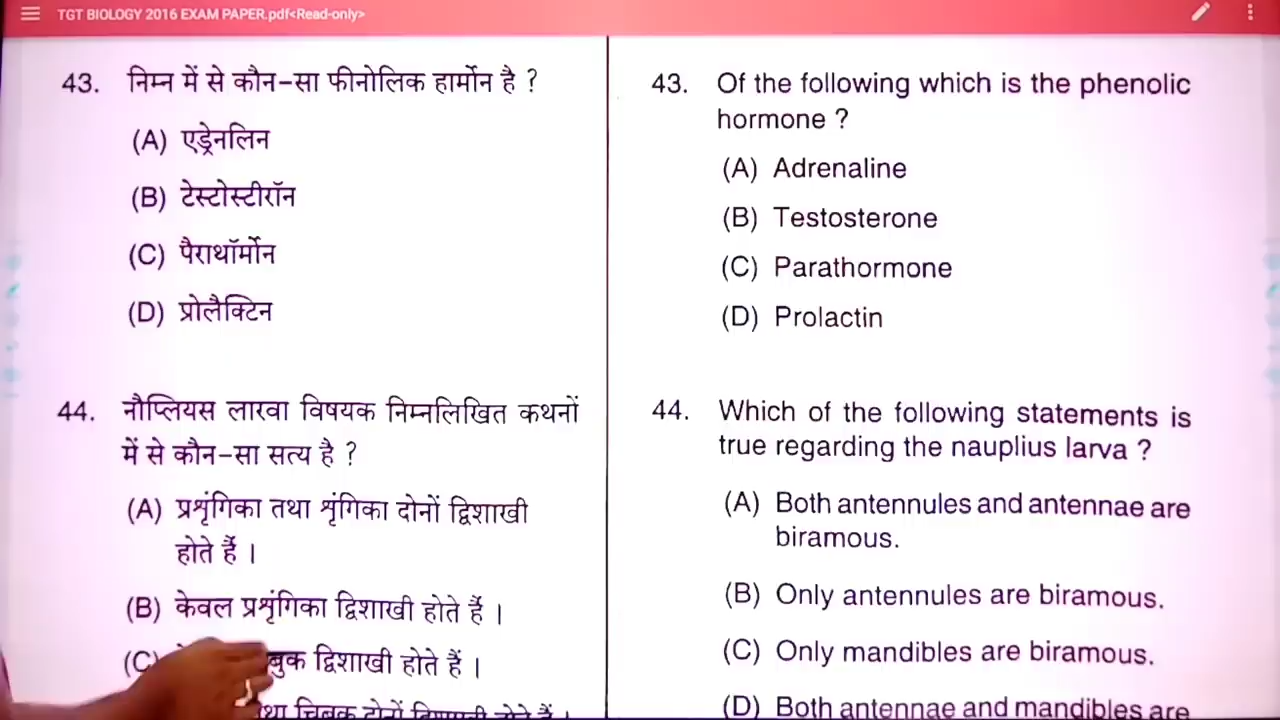 TGT BIOLOGY 2016 EXAM PAPER.pdf<Read-only>
43. निम्न में से कौन-सा फीनोलिक हार्मोन है ?
(A) एड्रेनलिन
(B) टेस्टोस्टीरॉन
(C) पैराथॉर्मोन
(D) प्रोलैक्टिन
44. नौप्लियस लारवा विषयक निम्नलिखित कथनों
में से कौन-सा सत्य है ?
(A) प्रशृंगिका तथा शृंगिका दोनों द्विशाखी
होते हैं ।
(B) केवल प्रशृंगिका द्विशाखी होते हैं ।
(C) द्विशाखी होते हैं ।
चिबुक दोनों द्विशाखी होते हैं ।
43. Of the following which is the phenolic
hormone ?
(A) Adrenaline
(B) Testosterone
(C) Parathormone
(D) Prolactin
44. Which of the following statements is
true regarding the nauplius larva ?
(A) Both antennules and antennae are
biramous.
(B) Only antennules are biramous.
(C) Only mandibles are biramous.
(D) Both antennae and mandibles are